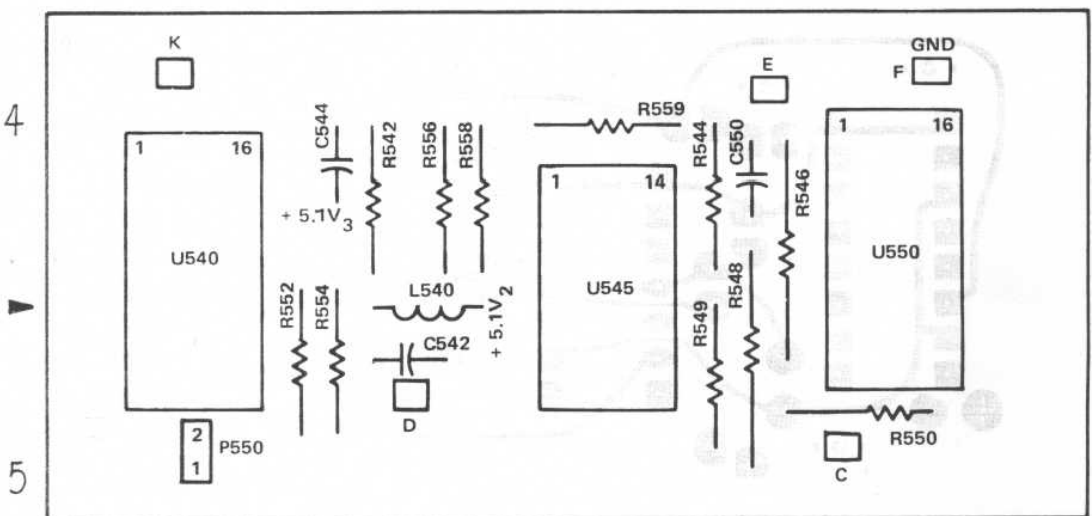 K
GND
F
E
4
C544
R542
R556
R558
R559
R544
C550
R546
1 16
1 14
1 16
+ 5.1V3
U540
U545
U550
R552
R554
L540
+ 5.1V2
R549
R548
C542
D
2
1
P550
R550
C
5